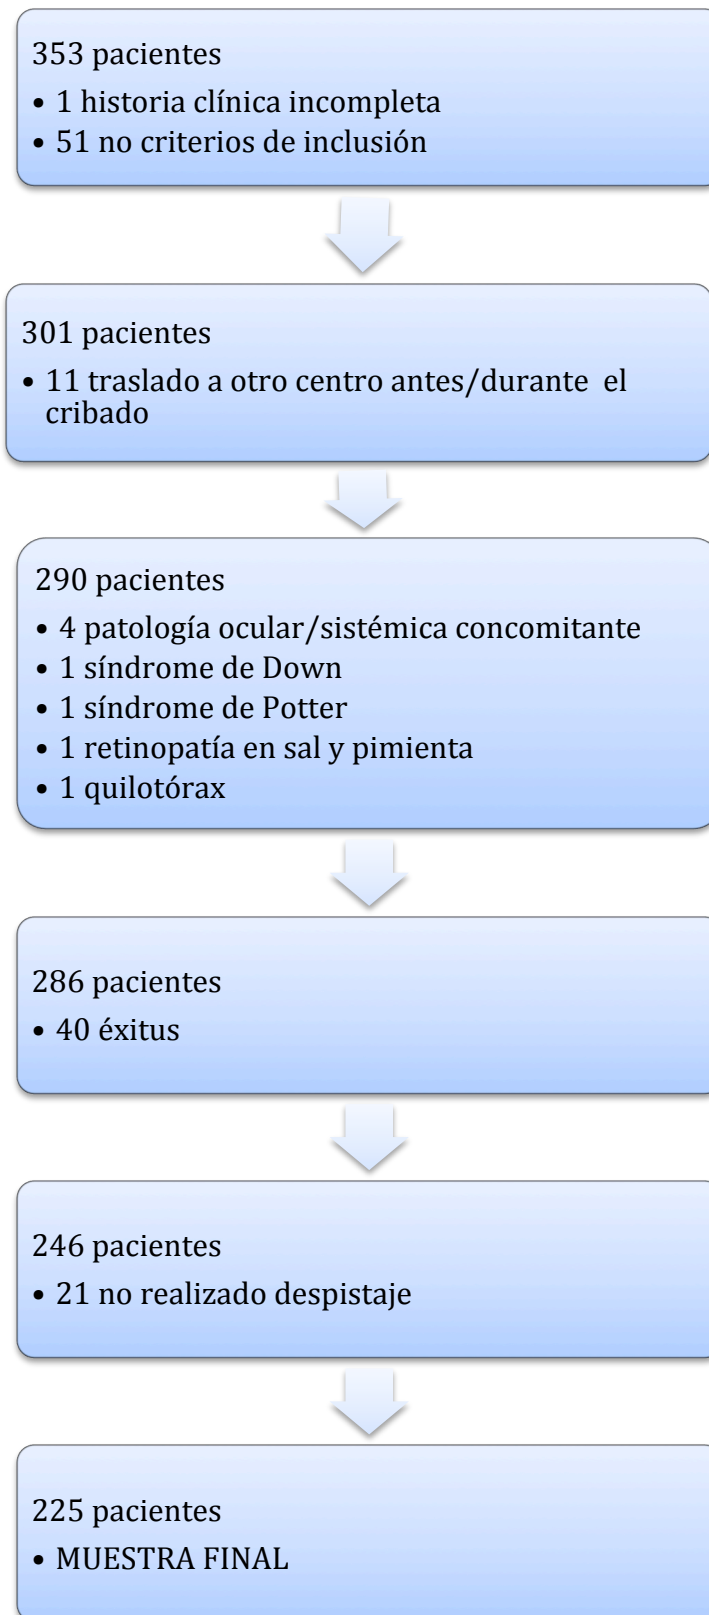 353 pacientes
• 1 historia clínica incompleta
• 51 no criterios de inclusión
301 pacientes
• 11 traslado a otro centro antes/durante el
cribado
290 pacientes
• 4 patología ocular/sistémica concomitante
• 1 síndrome de Down
• 1 síndrome de Potter
• 1 retinopatía en sal y pimienta
• 1 quilotórax
286 pacientes
• 40 éxitus
246 pacientes
• 21 no realizado despistaje
225 pacientes
• MUESTRA FINAL